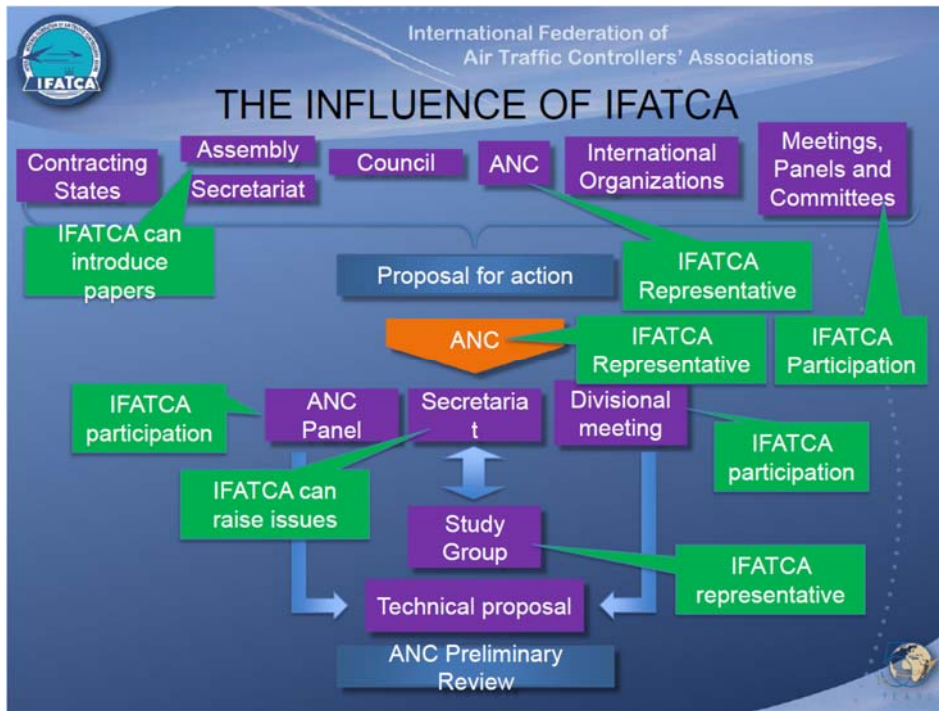 International Federation of
Air Traffic Controllers' Associations
IFATCA
THE INFLUENCE OF IFATCA
Contracting
States
Assembly
Secretariat
Council
ANC
International
Organizations
Meetings,
Panels and
Committees
IFATCA can
introduce
papers
Proposal for action
IFATCA
Representative
ANC
IFATCA
Representative
IFATCA
Participation
IFATCA
participation
ANC
Panel
Secretaria
t
Divisional
meeting
IFATCA
participation
IFATCA can
raise issues
Study
Group
IFATCA
representative
Technical proposal
ANC Preliminary
Review